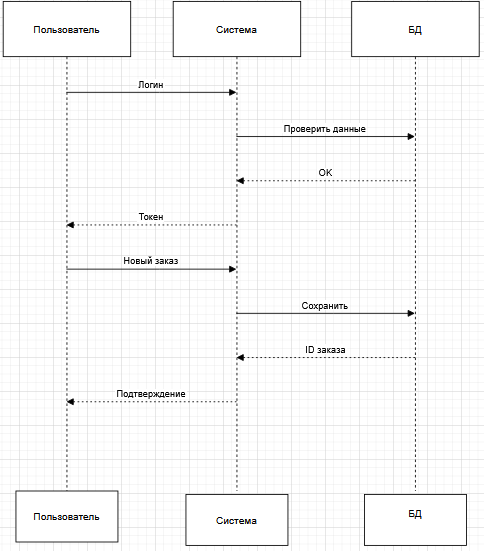 Пользователь
Система
БД
Логин
Проверить данные
OK
Токен
Новый заказ
Сохранить
ID заказа
Подтверждение
Пользователь
Система
БД